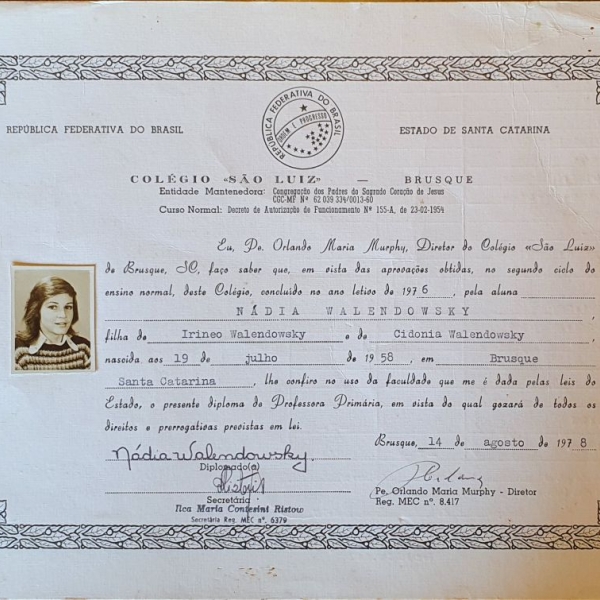 REPÚBLICA FEDERATIVA DO BRASIL
REPÚBLICA FEDERATIVA DO BRASIL
ORDEM E PROGRESSO
ESTADO DE SANTA CATARINA
COLÉGIO «SÃO LUIZ» — BRUSQUE
Entidade Mantenedora: Congregação dos Padres do Sagrado Coração de Jesus
CGC-MF Nº 62 039 334/0013-60
Curso Normal: Decreto de Autorização de Funcionamento Nº 155-A, de 23-02-1954
Eu, Pe. Orlando Maria Murphy, Diretor do Colégio «São Luiz»
de Brusque, SC, faço saber que, em vista das aprovações obtidas, no segundo ciclo do
ensino normal, deste Colégio, concluído no ano letivo de 1976, pela aluna
NÁDIA WALENDOWSKY,
filha de Irineo Walendowsky e de Cidonia Walendowsky,
nascida aos 19 de julho de 1958, em Brusque
Santa Catarina, lhe confiro no uso da faculdade que me é dada pelas leis do
Estado, o presente diploma de Professora Primária, em vista do qual gozará de todos os
direitos e prerrogativas previstas em lei.
Brusque, 14 de agosto de 1978
Nádia Walendowsky.
Diplomado(a)
Secretária
Ilca Maria Contesini Ristow
Secretária Reg. MEC nº. 6379
Pe. Orlando Maria Murphy - Diretor
Reg. MEC nº. 8.417